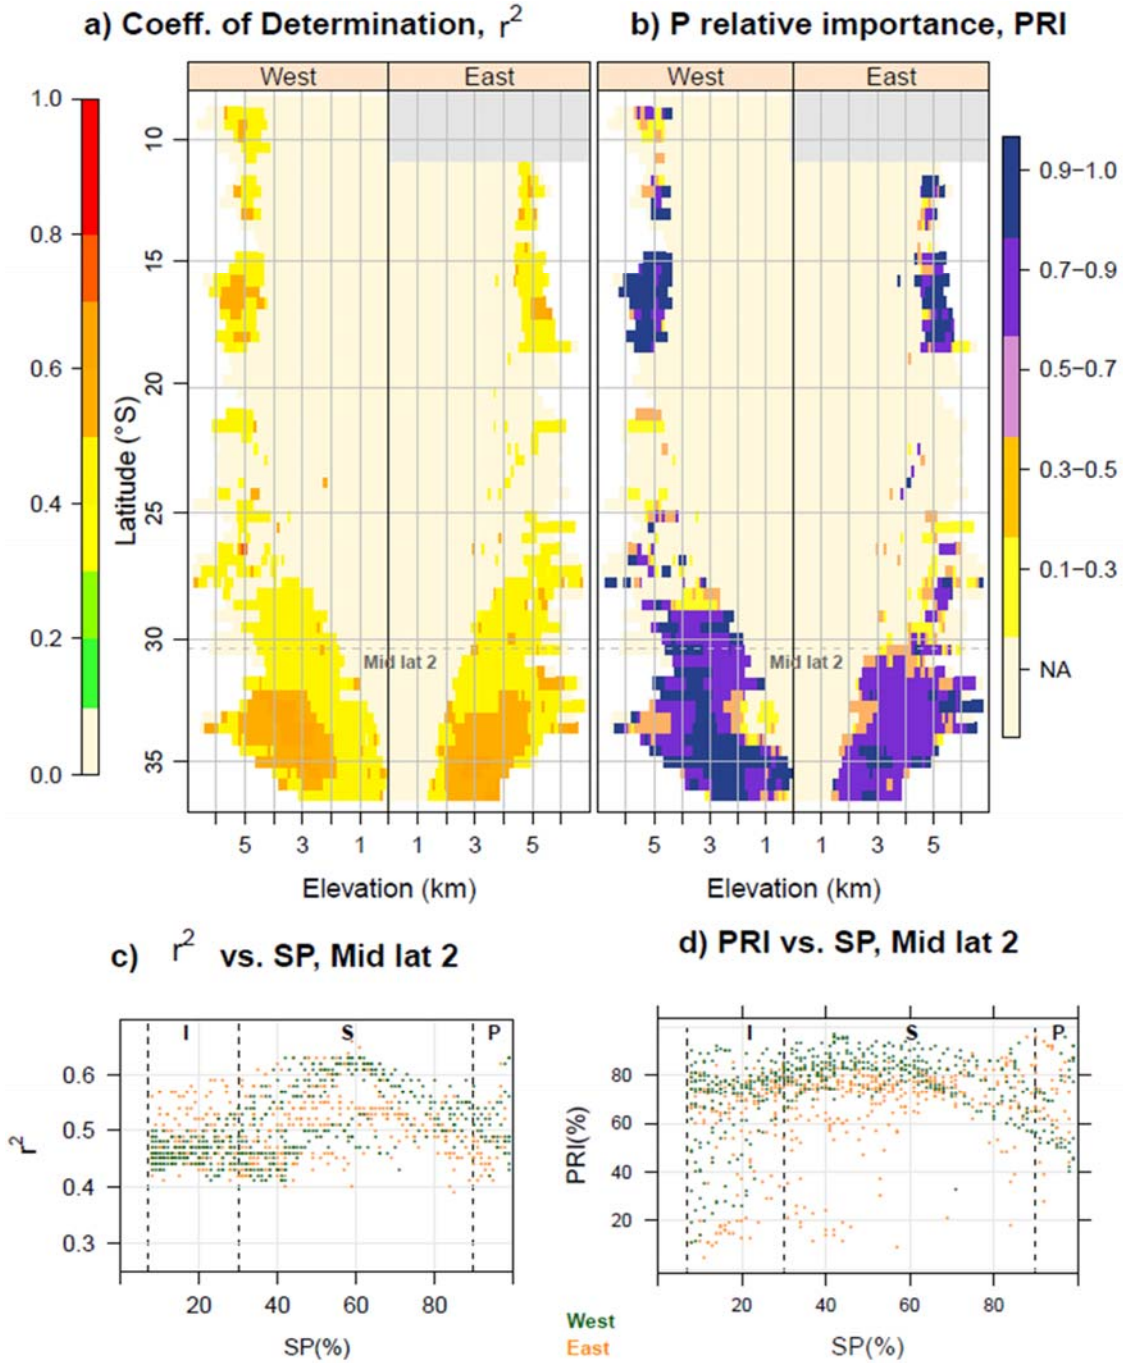 a) Coeff. of Determination, r²
b) P relative importance, PRI
West
East
West
East
1.0
0.8
0.6
0.4
0.2
0.0
Latitude (°S)
10
15
20
25
30
35
Mid lat 2
Mid lat 2
0.9−1.0
0.7−0.9
0.5−0.7
0.3−0.5
0.1−0.3
NA
5 3 1 1 3 5
5 3 1 1 3 5
Elevation (km)
Elevation (km)
c) r² vs. SP, Mid lat 2
d) PRI vs. SP, Mid lat 2
I S P
I S P
r²
0.6
0.5
0.4
0.3
PRI(%)
80
60
40
20
20 40 60 80
20 40 60 80
SP(%)
SP(%)
West
East